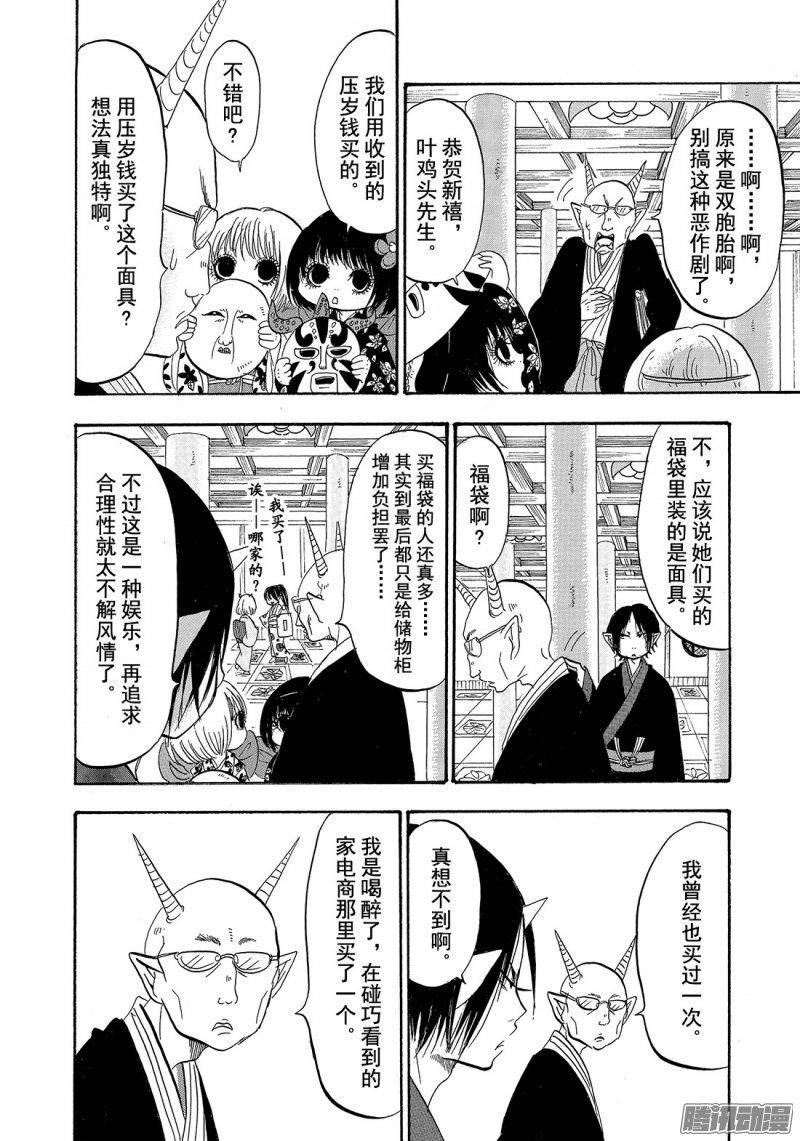 ……啊……啊，
原来是双胞胎啊，
别搞这种恶作剧了。
恭贺新禧，
叶鸡头先生。
我们用收到的
压岁钱买的。
不错吧？
用压岁钱买了这个面具？
想法真独特啊。
不，应该说她们买的
福袋里装的是面具。
福袋啊？
买福袋的人还真多……
其实到最后都只是给储物柜
增加负担罢了……
我买了——
诶——哪家的？
不过这是一种娱乐，再追求
合理性就太不解风情了。
我曾经也买过一次。
真想不到啊。
我是喝醉了，在碰巧看到的
家电商那里买了一个。
腾讯动漫